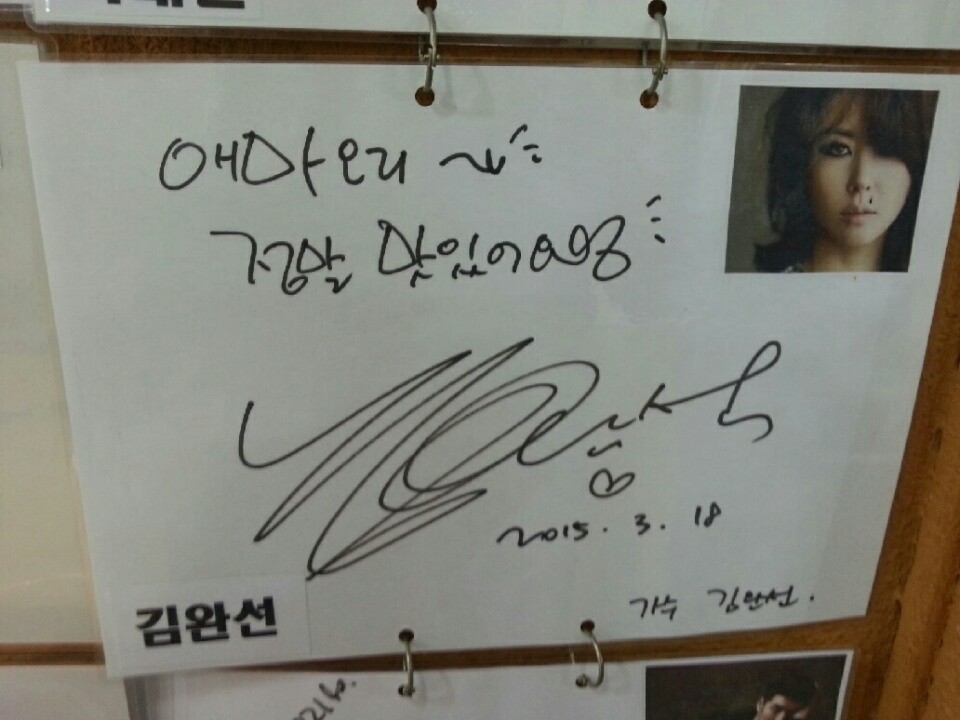 애마오리
정말 맛있어요영
2015. 3. 18
가수 김완선.
김완선